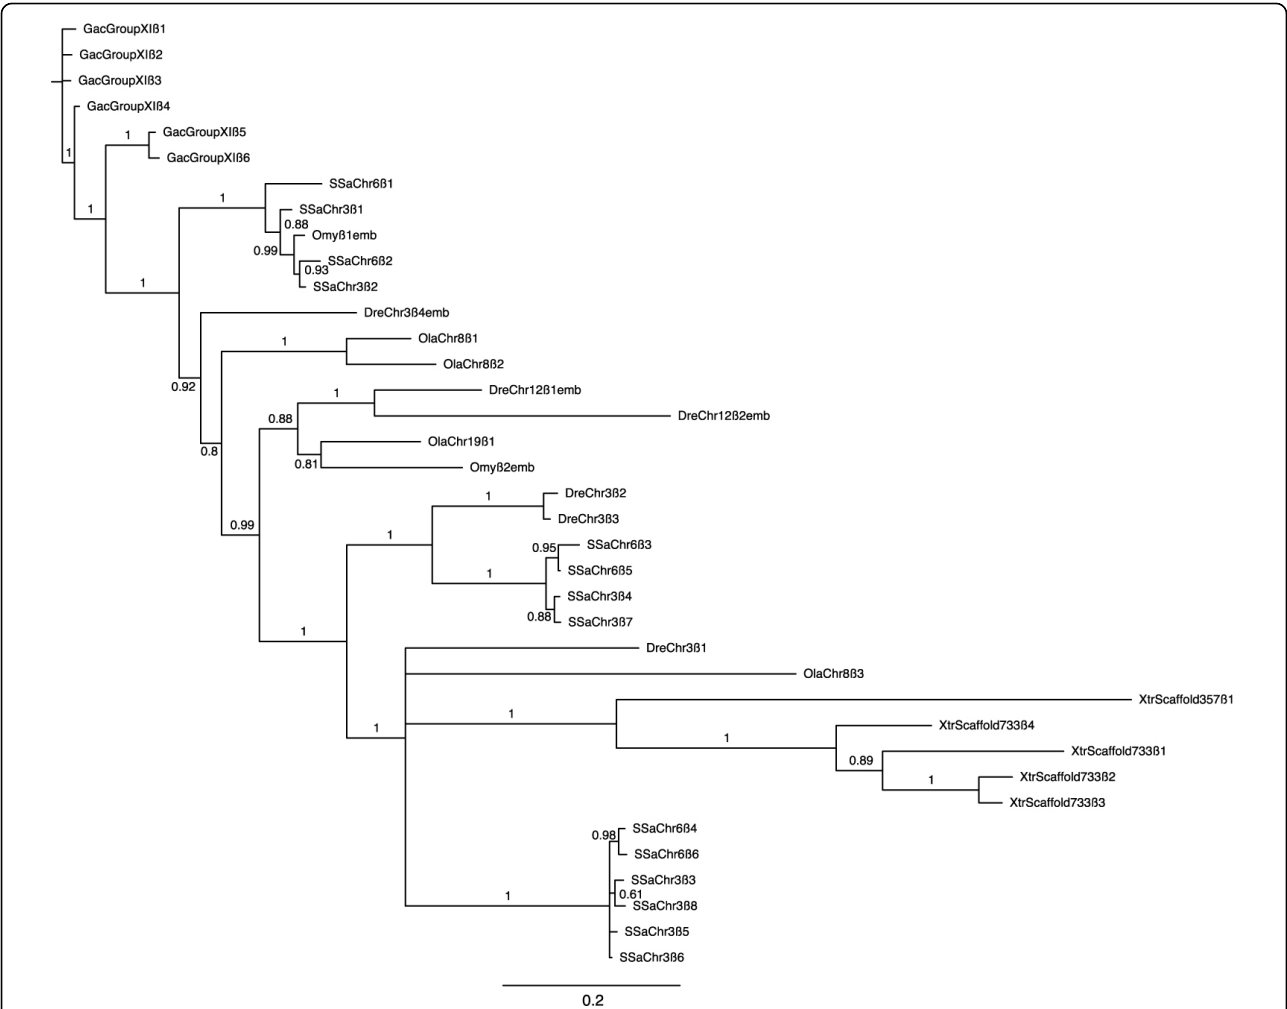 GacGroupXIß1
GacGroupXIß2
GacGroupXIß3
GacGroupXIß4
1
GacGroupXIß5
1
GacGroupXIß6
SSaChr6ß1
1
1
SSaChr3ß1
0.88
Omyß1emb
0.99
SSaChr6ß2
0.93
1
SSaChr3ß2
DreChr3ß4emb
OlaChr8ß1
1
OlaChr8ß2
0.92
DreChr12ß1emb
1
DreChr12ß2emb
0.88
OlaChr19ß1
0.8
0.81
Omyß2emb
DreChr3ß2
1
DreChr3ß3
0.99
1
SSaChr6ß3
0.95
SSaChr6ß5
1
SSaChr3ß4
0.88
SSaChr3ß7
1
DreChr3ß1
OlaChr8ß3
XtrScaffold357ß1
1
1
XtrScaffold733ß4
1
XtrScaffold733ß1
0.89
XtrScaffold733ß2
1
XtrScaffold733ß3
SSaChr6ß4
0.98
SSaChr6ß6
SSaChr3ß3
0.61
1
SSaChr3ß8
SSaChr3ß5
SSaChr3ß6
0.2